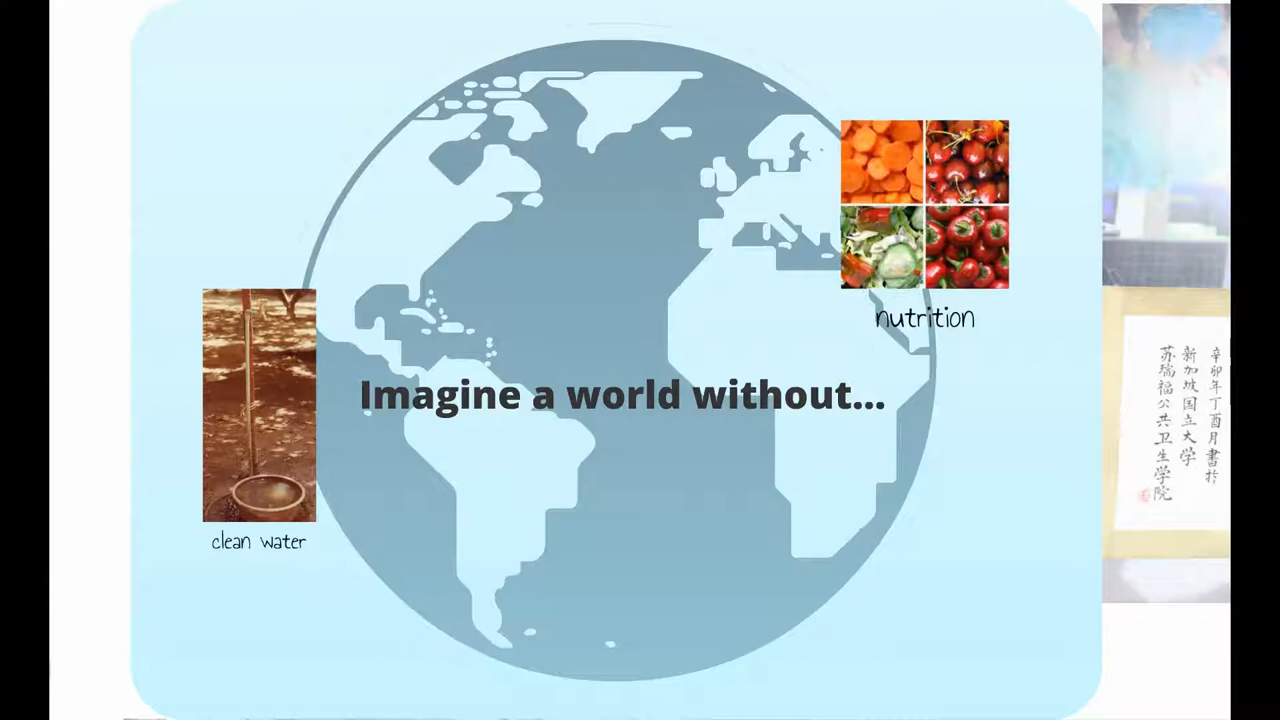 nutrition
Imagine a world without...
clean water
辛卯年丁酉月書於
新加坡国立大学
苏瑞福公共卫生学院